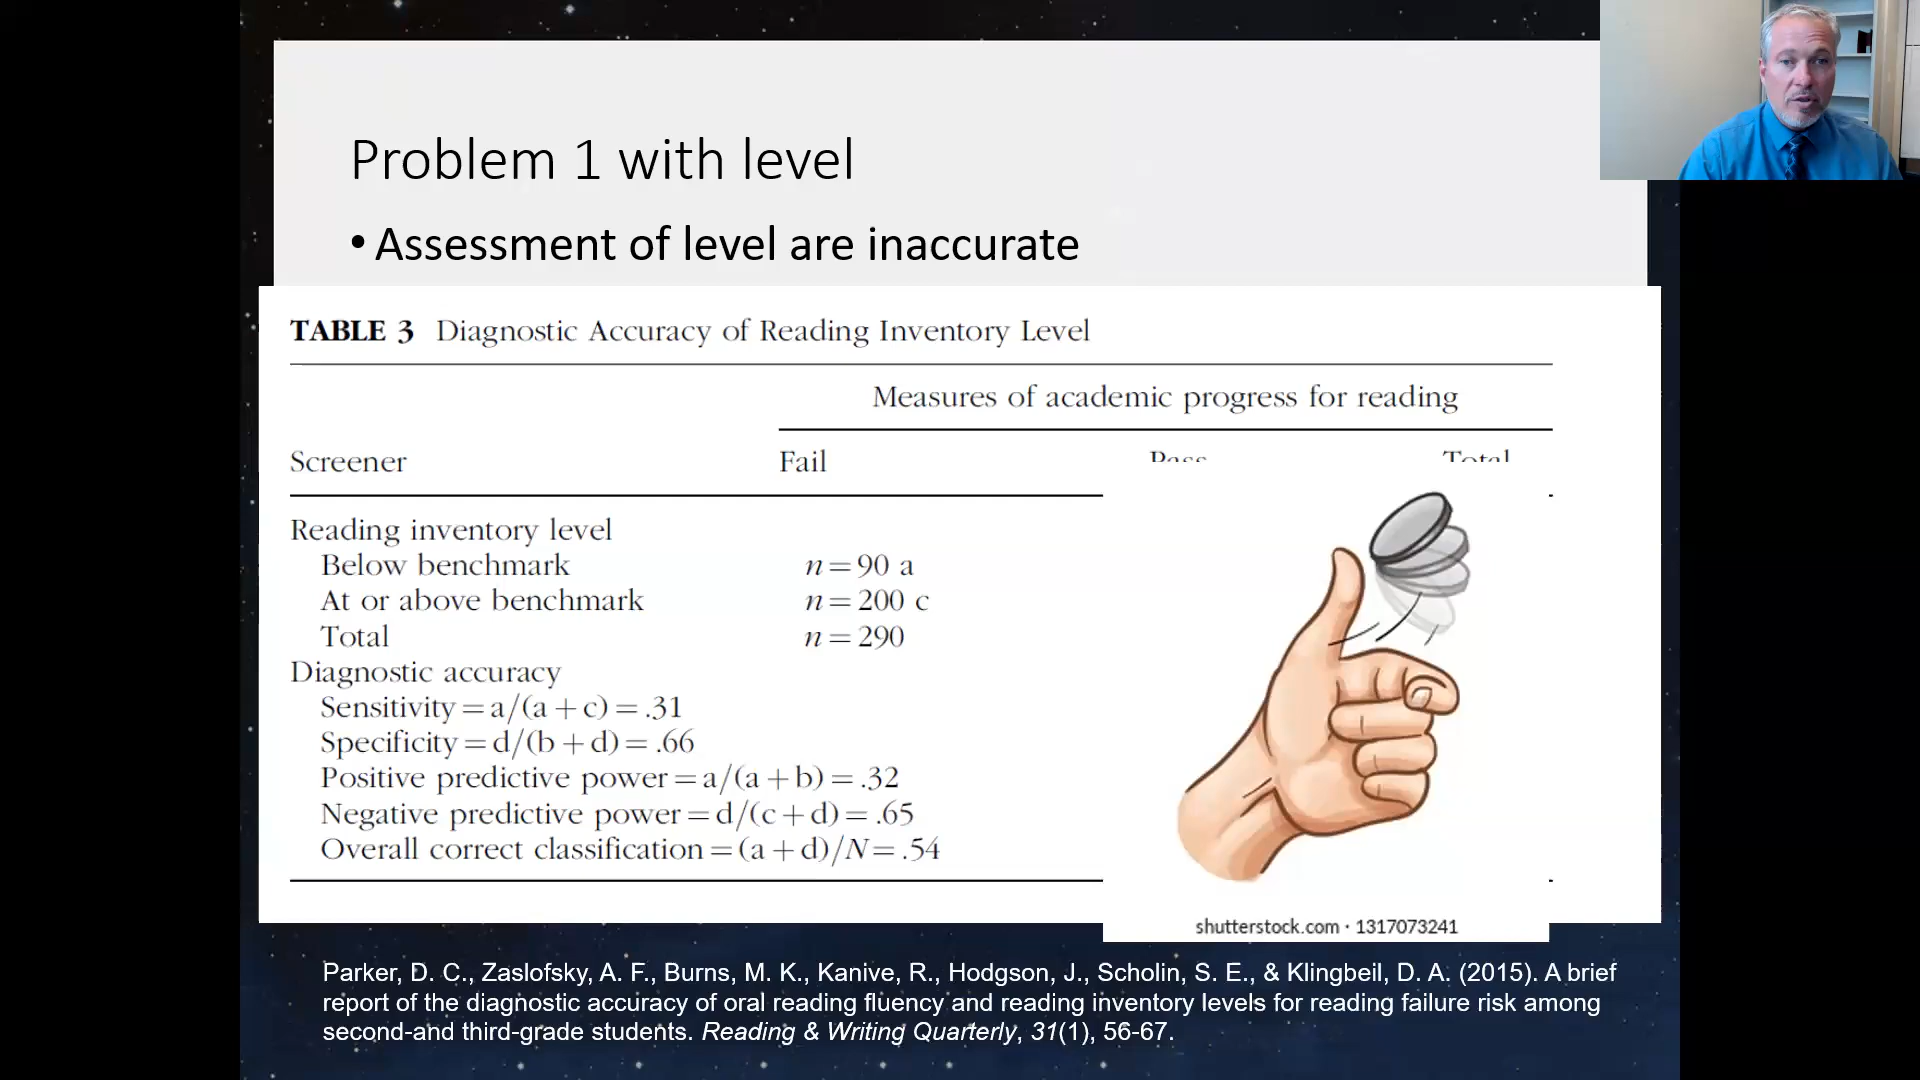 Problem 1 with level
• Assessment of level are inaccurate
TABLE 3 Diagnostic Accuracy of Reading Inventory Level
Measures of academic progress for reading
Screener Fail Pass Total
Reading inventory level
Below benchmark n = 90 a
At or above benchmark n = 200 c
Total n = 290
Diagnostic accuracy
Sensitivity = a/(a + c) = .31
Specificity = d/(b + d) = .66
Positive predictive power = a/(a + b) = .32
Negative predictive power = d/(c + d) = .65
Overall correct classification = (a + d)/N = .54
shutterstock.com · 1317073241
Parker, D. C., Zaslofsky, A. F., Burns, M. K., Kanive, R., Hodgson, J., Scholin, S. E., & Klingbeil, D. A. (2015). A brief
report of the diagnostic accuracy of oral reading fluency and reading inventory levels for reading failure risk among
second-and third-grade students. Reading & Writing Quarterly, 31(1), 56-67.